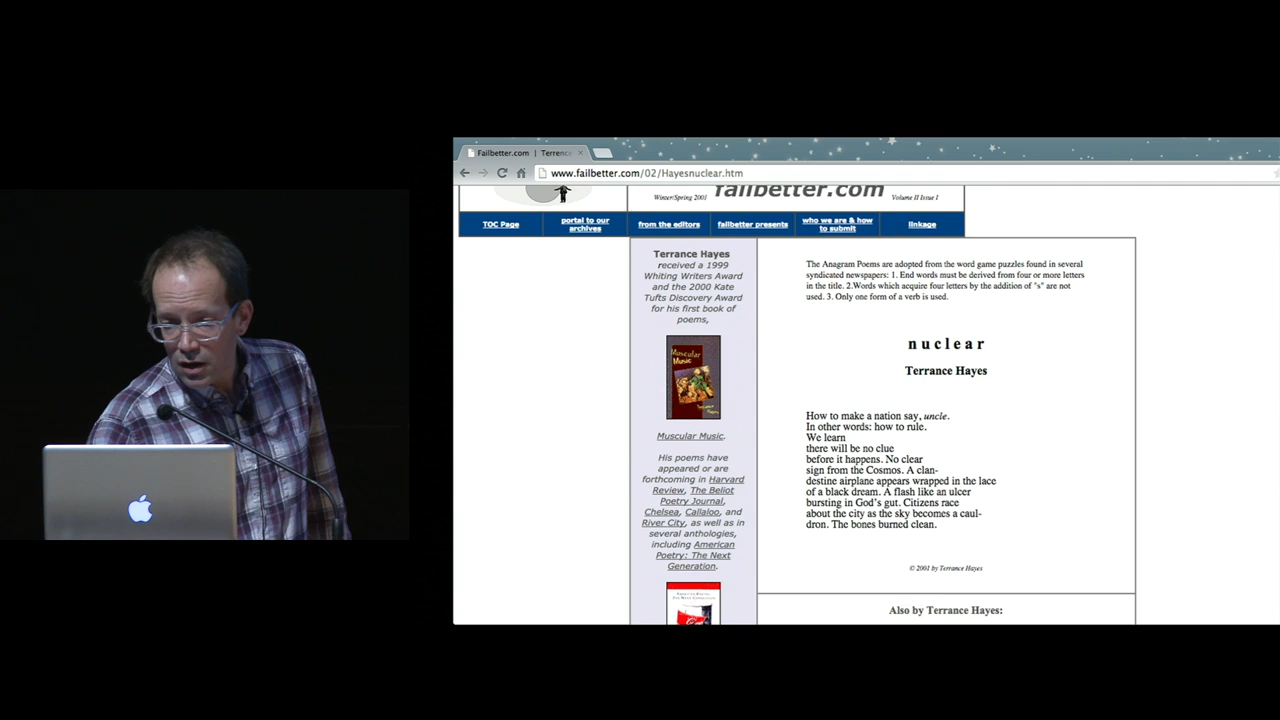 Failbetter.com | Terrence
www.failbetter.com/02/Hayesnuclear.htm
Winter/Spring 2001
failbetter.com
Volume II Issue I
TOC Page
portal to our
archives
from the editors
failbetter presents
who we are & how
to submit
linkage
Terrance Hayes
received a 1999
Whiting Writers Award
and the 2000 Kate
Tufts Discovery Award
for his first book of
poems,
Muscular
Music
Muscular Music.
His poems have
appeared or are
forthcoming in Harvard
Review, The Beliot
Poetry Journal,
Chelsea, Callaloo, and
River City, as well as in
several anthologies,
including American
Poetry: The Next
Generation.
The Anagram Poems are adopted from the word game puzzles found in several
syndicated newspapers: 1. End words must be derived from four or more letters
in the title. 2.Words which acquire four letters by the addition of "s" are not
used. 3. Only one form of a verb is used.
nuclear
Terrance Hayes
How to make a nation say, uncle.
In other words: how to rule.
We learn
there will be no clue
before it happens. No clear
sign from the Cosmos. A clan-
destine airplane appears wrapped in the lace
of a black dream. A flash like an ulcer
bursting in God's gut. Citizens race
about the city as the sky becomes a caul-
dron. The bones burned clean.
© 2001 by Terrance Hayes
Also by Terrance Hayes: